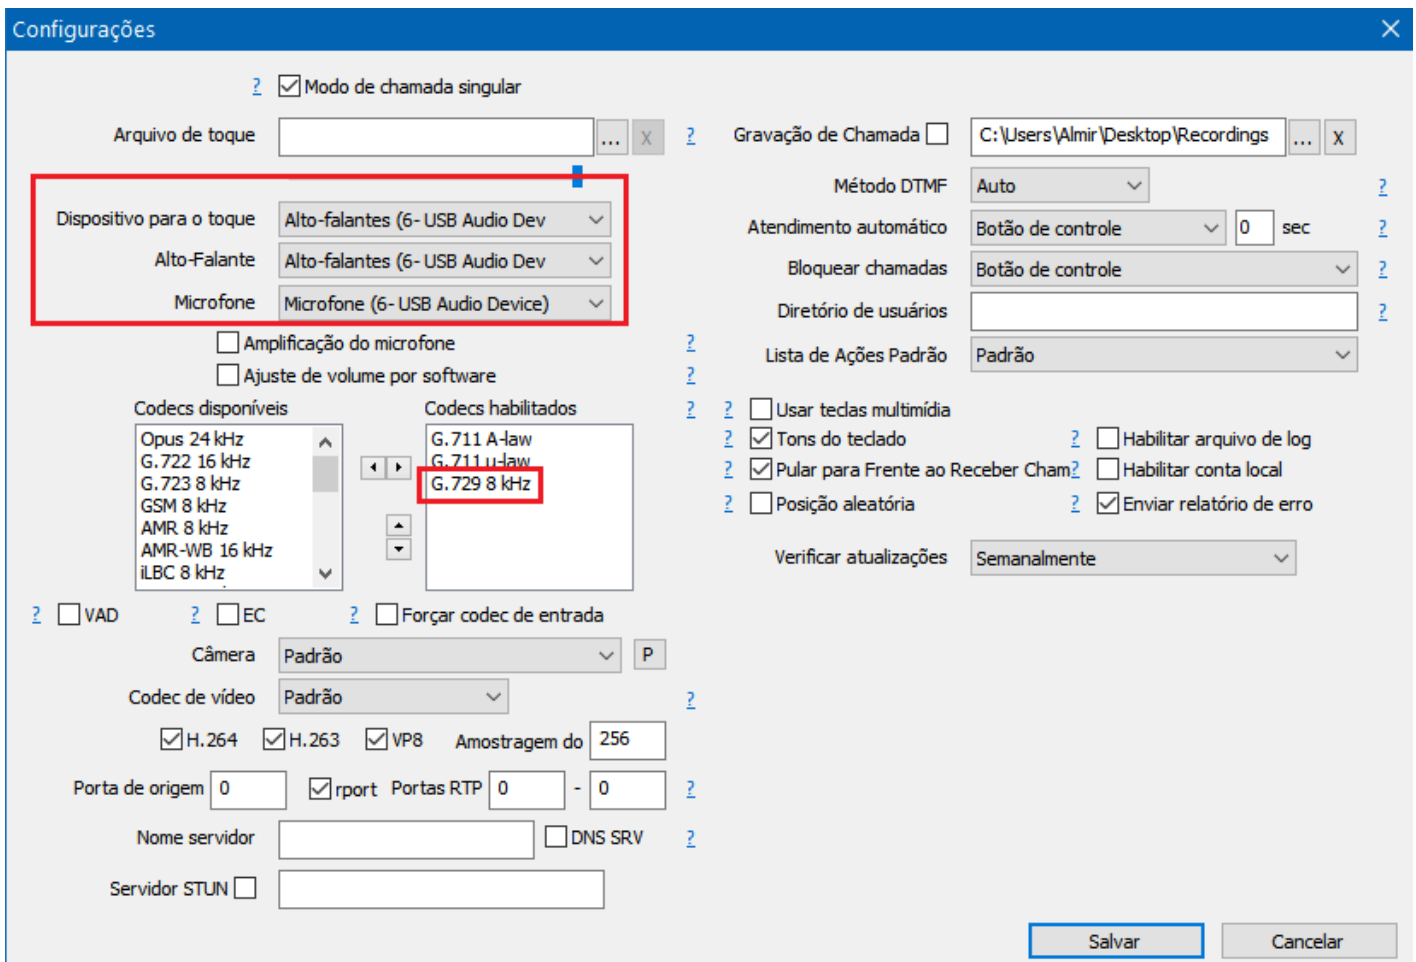 Configurações
? Modo de chamada singular
Arquivo de toque ... X ?
Dispositivo para o toque Alto-falantes (6- USB Audio Dev
Alto-Falante Alto-falantes (6- USB Audio Dev
Microfone Microfone (6- USB Audio Device)
Amplificação do microfone ?
Ajuste de volume por software ?
Codecs disponíveis Codecs habilitados ?
Opus 24 kHz
G.722 16 kHz
G.723 8 kHz
GSM 8 kHz
AMR 8 kHz
AMR-WB 16 kHz
iLBC 8 kHz
G.711 A-law
G.711 u-law
G.729 8 kHz
? VAD ? EC ? Forçar codec de entrada
Câmera Padrão P
Codec de vídeo Padrão ?
H.264 H.263 VP8 Amostragem do 256
Porta de origem 0 rport Portas RTP 0 - 0 ?
Nome servidor DNS SRV ?
Servidor STUN
Gravação de Chamada C:\Users\Almir\Desktop\Recordings ... X
Método DTMF Auto ?
Atendimento automático Botão de controle 0 sec ?
Bloquear chamadas Botão de controle ?
Diretório de usuários ?
Lista de Ações Padrão Padrão
? Usar teclas multimídia
? Tons do teclado ? Habilitar arquivo de log
? Pular para Frente ao Receber Cham ? Habilitar conta local
? Posição aleatória ? Enviar relatório de erro
Verificar atualizações Semanalmente
Salvar Cancelar